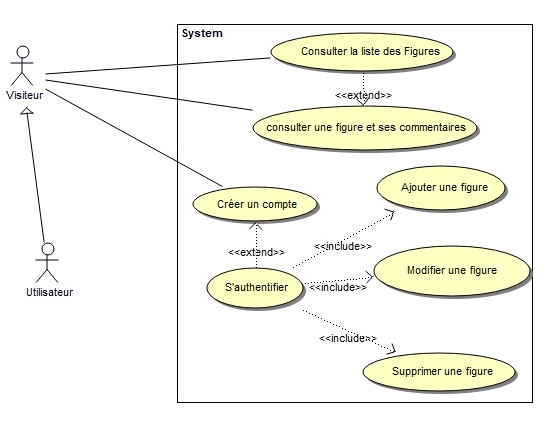 System
Consulter la liste des Figures
Visiteur
<<extend>>
consulter une figure et ses commentaires
Ajouter une figure
Créer un compte
<<extend>>
<<include>>
Modifier une figure
Utilisateur
S'authentifier
<<include>>
<<include>>
Supprimer une figure